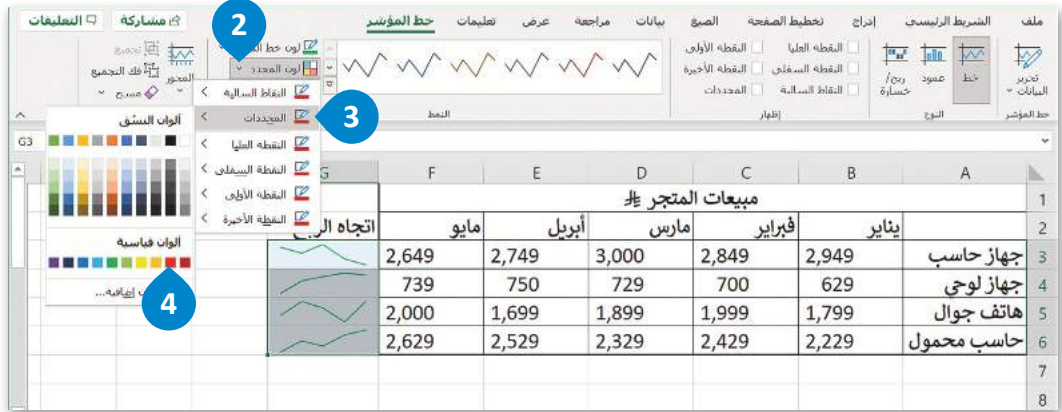 ملف الشريط الرئيسي إدراج تخطيط الصفحة الصيغ بيانات مراجعة عرض تعليمات خط المؤشر مشاركة التعليقات
2
تحرير البيانات
خط المؤشر
خط
عمود
ربح/ خسارة
النوع
النقطة العليا النقطة الأولى
النقطة السفلى النقطة الأخيرة
النقاط السالبة المحددات
إظهار
النمط
لون خط
لون المحدد
المحور
تجميع
فك التجميع
مسح
النقاط السالبة
المحددات
3
النقطة العليا
النقطة السفلى
النقطة الأولى
النقطة الأخيرة
ألوان النسق
ألوان قياسية
إضافية...
4
G3
G F E D C B A
1 مبيعات المتجر
2 يناير فبراير مارس أبريل مايو اتجاه
3 جهاز حاسب 2,949 2,849 3,000 2,749 2,649
4 جهاز لوحي 629 700 729 750 739
5 هاتف جوال 1,799 1,999 1,899 1,699 2,000
6 حاسب محمول 2,229 2,429 2,329 2,529 2,629
7
8